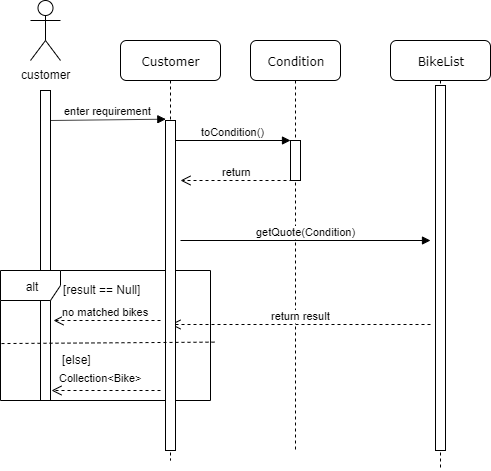 customer
Customer
Condition
BikeList
enter requirement
toCondition()
return
getQuote(Condition)
alt
[result == Null]
no matched bikes
return result
[else]
Collection<Bike>